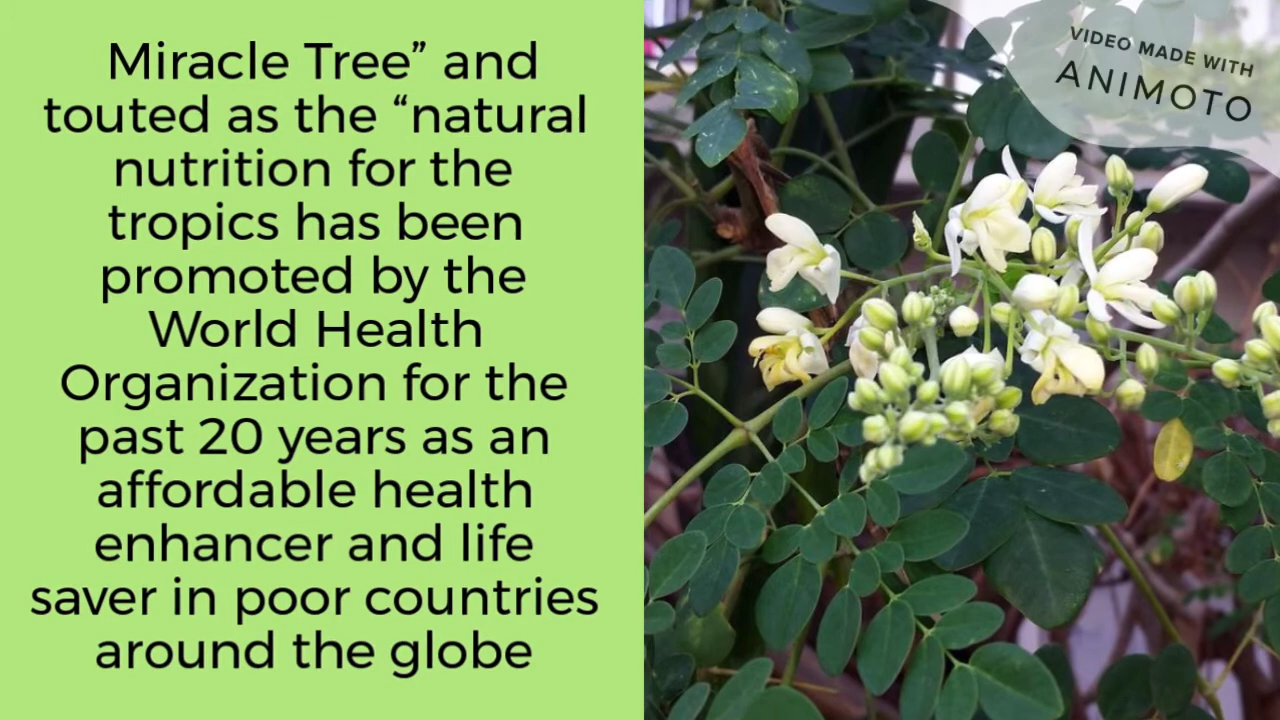 Miracle Tree” and
touted as the “natural
nutrition for the
tropics has been
promoted by the
World Health
Organization for the
past 20 years as an
affordable health
enhancer and life
saver in poor countries
around the globe
VIDEO MADE WITH
ANIMOTO